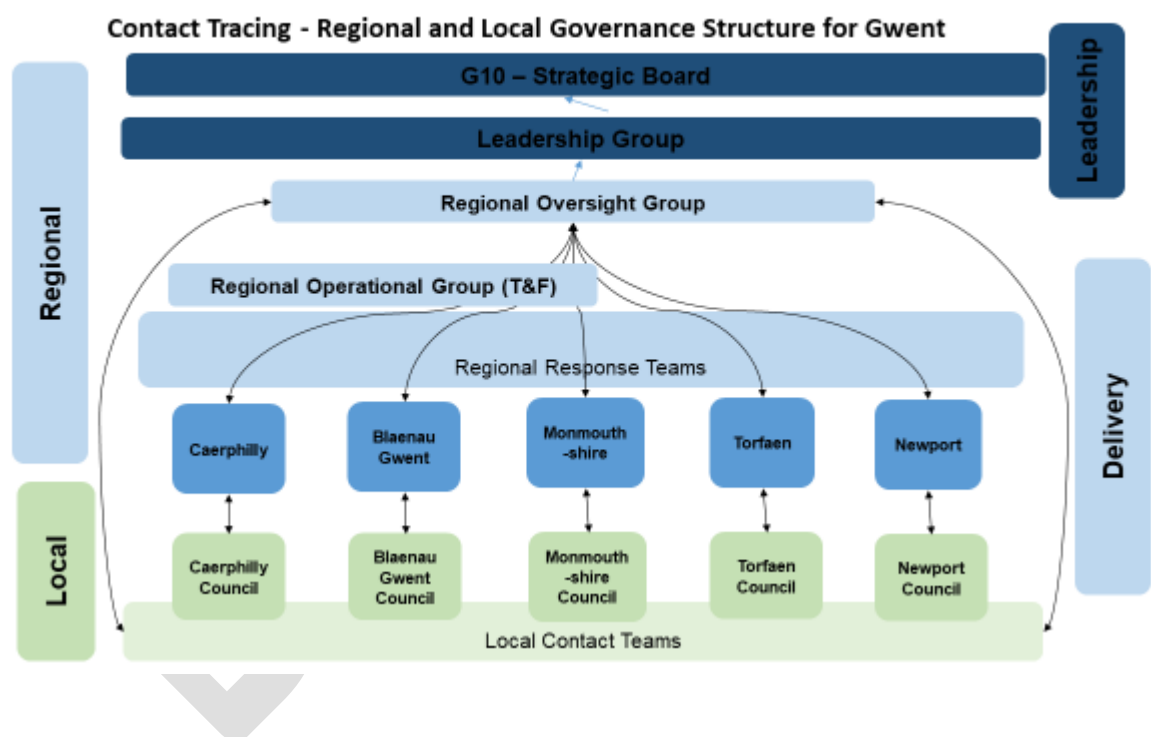 Contact Tracing - Regional and Local Governance Structure for Gwent
G10 – Strategic Board
Leadership Group
Leadership
Regional Oversight Group
Regional
Regional Operational Group (T&F)
Regional Response Teams
Caerphilly
Blaenau
Gwent
Monmouth
-shire
Torfaen
Newport
Delivery
Local
Caerphilly
Council
Blaenau
Gwent
Council
Monmouth
-shire
Council
Torfaen
Council
Newport
Council
Local Contact Teams